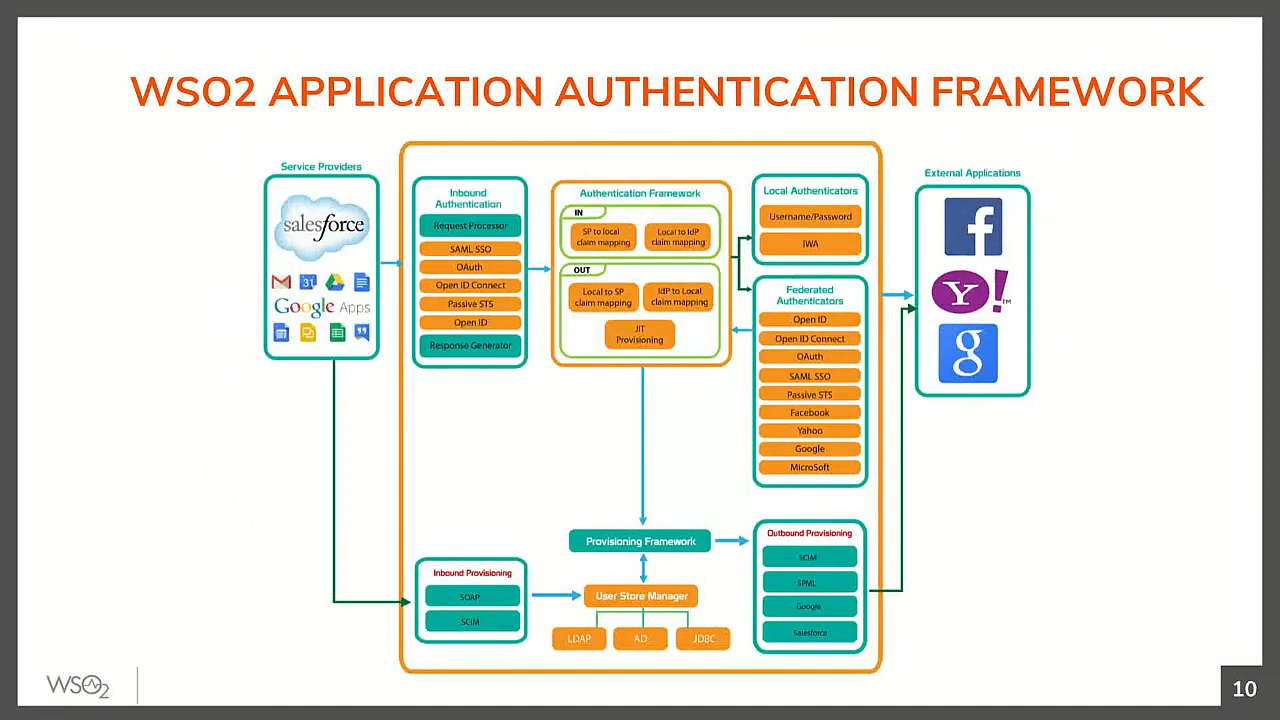 WSO2 APPLICATION AUTHENTICATION FRAMEWORK
Service Providers
salesforce
31
Google Apps
Inbound
Authentication
Request Processor
SAML SSO
OAuth
Open ID Connect
Passive STS
Open ID
Response Generator
Authentication Framework
IN
SP to local
claim mapping
Local to IdP
claim mapping
OUT
Local to SP
claim mapping
IdP to Local
claim mapping
JIT
Provisioning
Local Authenticators
Username/Password
IWA
Federated
Authenticators
Open ID
Open ID Connect
OAuth
SAML SSO
Passive STS
Facebook
Yahoo
Google
MicroSoft
External Applications
f
Y! TM
g
Provisioning Framework
User Store Manager
LDAP
AD
JDBC
Inbound Provisioning
SOAP
SCIM
Outbound Provisioning
SCIM
SPML
Google
Salesforce
WSO2
10